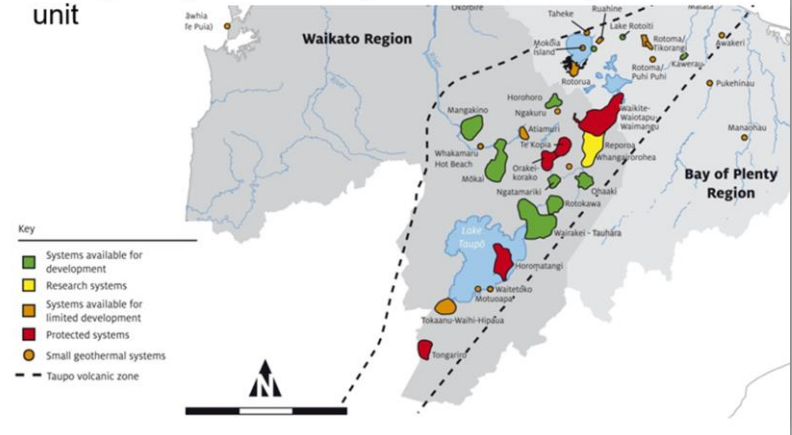 unit
Okoroire
Ruahine
Matata
Taheke
Lake Rotoiti
Waikato Region
Mokoia
Island
Rotoma/
Tikorangi
Awakeri
Kawerau
Rotorua
Rotoma/
Puhi Puhi
Pukehinau
Horohoro
Ngakuru
Waikite-
Waiotapu-
Waimangu
Mangakino
Atiamuri
Manaohau
Te Kopia
Reporoa
Whakamaru
Hot Beach
Whangairorohea
Orakei-
korako
Mokai
Bay of Plenty
Region
Ngatamariki
Ohaaki
Rotokawa
Key
Lake
Taupō
Wairakei - Tauhara
Systems available for
development
Horomatangi
Research systems
Waitetoko
Motuoapa
Systems available for
limited development
Tokaanu-Waihi-Hipaua
Protected systems
Small geothermal systems
Tongariro
Taupo volcanic zone
N